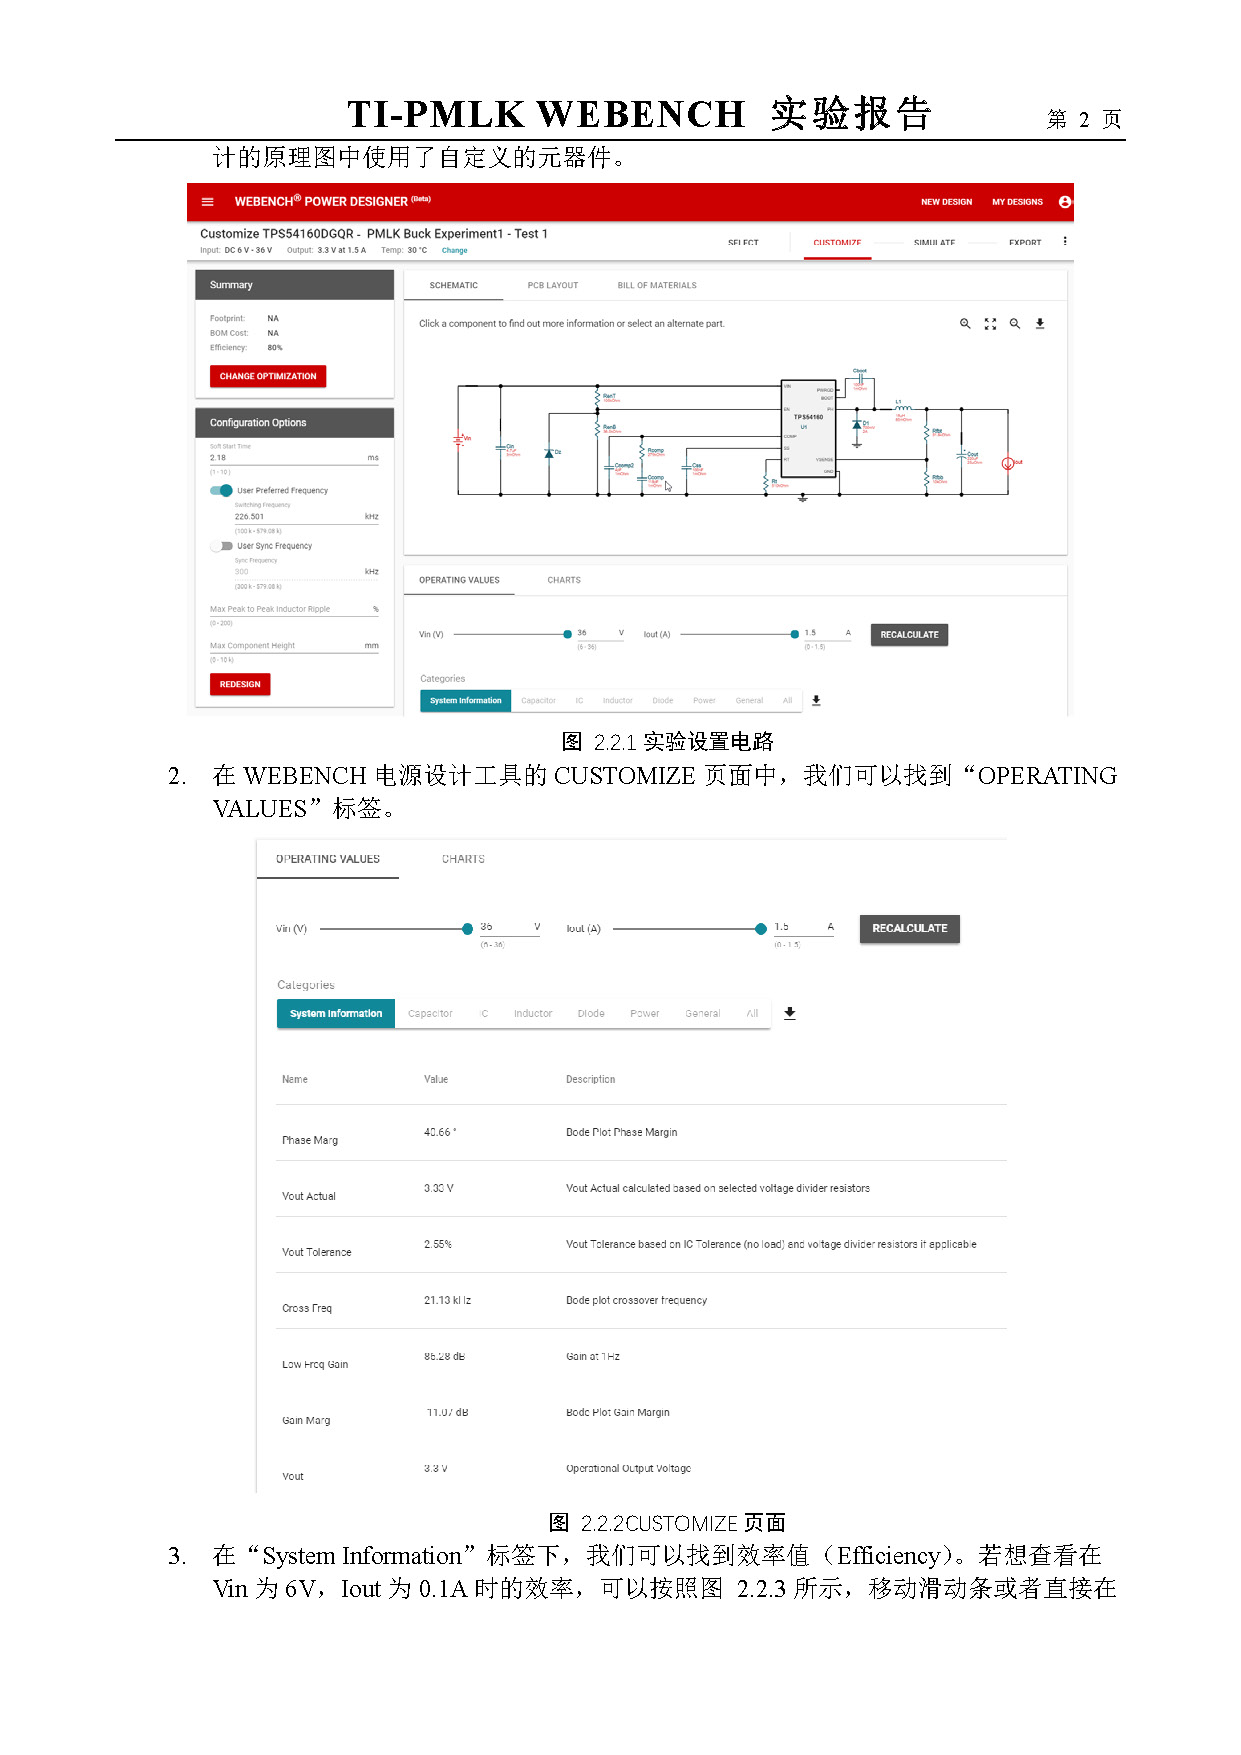 TI-PMLK WEBENCH 实验报告 第 2 页
计的原理图中使用了自定义的元器件。
WEBENCH® POWER DESIGNER (Beta) NEW DESIGN MY DESIGNS
Customize TPS54160DGQR - PMLK Buck Experiment1 - Test 1
Input: DC 6 V - 36 V Output: 3.3 V at 1.5 A Temp: 30 °C Change
SELECT CUSTOMIZE SIMULATE EXPORT
Summary
Footprint: NA
BOM Cost: NA
Efficiency: 80%
CHANGE OPTIMIZATION
Configuration Options
Soft Start Time
2.18 ms
(1 - 10 )
User Preferred Frequency
Switching Frequency
226.501 kHz
(100 k - 579.08 k)
User Sync Frequency
Sync Frequency
300 kHz
(300 k - 579.08 k)
Max Peak to Peak Inductor Ripple %
(0 - 200)
Max Component Height mm
(0 - 10 k)
REDESIGN
SCHEMATIC PCB LAYOUT BILL OF MATERIALS
Click a component to find out more information or select an alternate part.
Vin
Cin
Dz
RenT
RenB
Ccomp2
Rcomp
Ccomp
Css
Rt
VIN
EN
COMP
SS
RT
TPS54160
U1
PWRGD
BOOT
PH
VSENSE
GND
Cboot
L1
D1
Rfbt
Rfbb
Cout
Iout
OPERATING VALUES CHARTS
Vin (V) 36 V Iout (A) 1.5 A RECALCULATE
(6 - 36) (0 - 1.5)
Categories
System Information Capacitor IC Inductor Diode Power General All
图 2.2.1 实验设置电路
2. 在 WEBENCH 电源设计工具的 CUSTOMIZE 页面中，我们可以找到“OPERATING
VALUES”标签。
OPERATING VALUES CHARTS
Vin (V) 36 V Iout (A) 1.5 A RECALCULATE
(6 - 36) (0 - 1.5)
Categories
System Information Capacitor IC Inductor Diode Power General All
Name Value Description
Phase Marg 40.66 ° Bode Plot Phase Margin
Vout Actual 3.33 V Vout Actual calculated based on selected voltage divider resistors
Vout Tolerance 2.55% Vout Tolerance based on IC Tolerance (no load) and voltage divider resistors if applicable
Cross Freq 21.13 kHz Bode plot crossover frequency
Low Freq Gain 86.28 dB Gain at 1Hz
Gain Marg -11.07 dB Bode Plot Gain Margin
Vout 3.3 V Operational Output Voltage
图 2.2.2CUSTOMIZE 页面
3. 在“System Information”标签下，我们可以找到效率值（Efficiency）。若想查看在
Vin 为 6V，Iout 为 0.1A 时的效率，可以按照图 2.2.3 所示，移动滑动条或者直接在